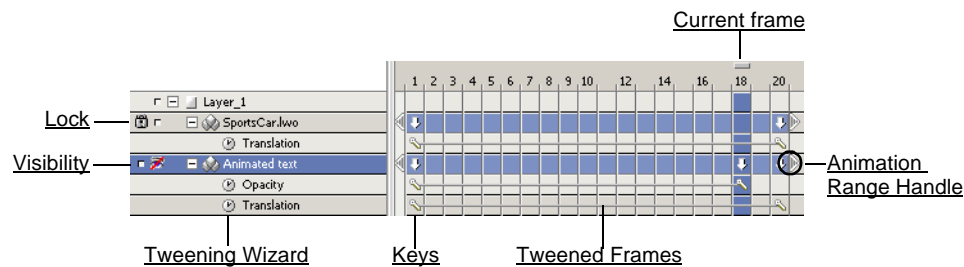 Current frame
1 2 3 4 5 6 7 8 9 10 12 14 16 18 20
Layer_1
Lock
SportsCar.lwo
Translation
Visibility
Animated text
Animation
Range Handle
Opacity
Translation
Tweening Wizard
Keys
Tweened Frames